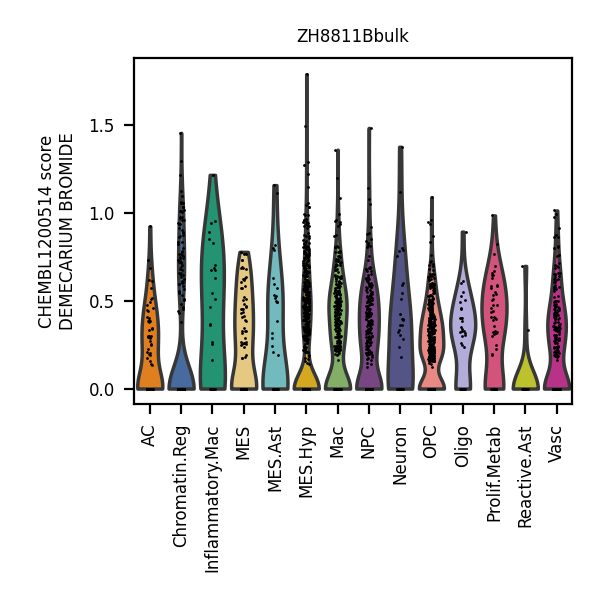 ZH8811Bbulk
CHEMBL1200514 score
DEMECARIUM BROMIDE
1.5
1.0
0.5
0.0
AC
Chromatin.Reg
Inflammatory.Mac
MES
MES.Ast
MES.Hyp
Mac
NPC
Neuron
OPC
Oligo
Prolif.Metab
Reactive.Ast
Vasc